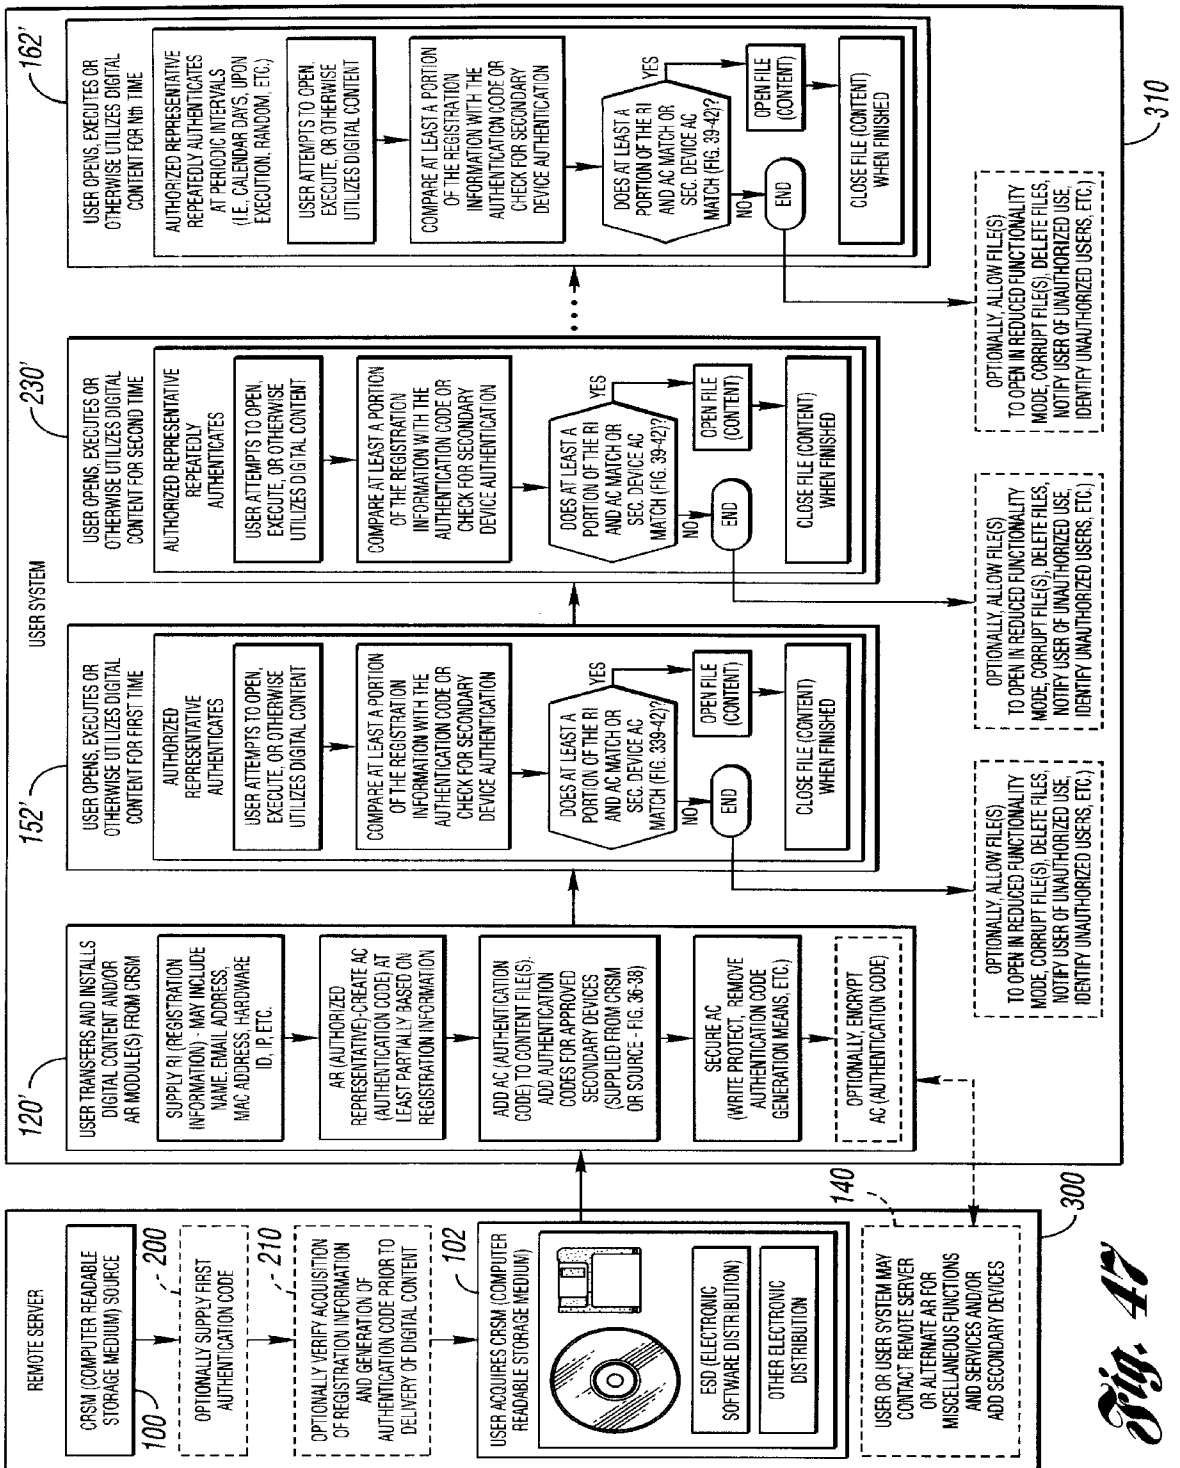 REMOTE SERVER
CRSM (COMPUTER READABLE
STORAGE MEDIUM) SOURCE
100
OPTIONALLY SUPPLY FIRST
AUTHENTICATION CODE
200
OPTIONALLY VERIFY ACQUISITION
OF REGISTRATION INFORMATION
AND GENERATION OF
AUTHENTICATION CODE PRIOR TO
DELIVERY OF DIGITAL CONTENT
210
USER ACQUIRES CRSM (COMPUTER
READABLE STORAGE MEDIUM)
102
ESD (ELECTRONIC
SOFTWARE DISTRIBUTION)
OTHER ELECTRONIC
DISTRIBUTION
USER OR USER SYSTEM MAY
CONTACT REMOTE SERVER
OR ALTERNATE AR FOR
MISCELLANEOUS FUNCTIONS
AND SERVICES AND/OR
ADD SECONDARY DEVICES
140
300
USER SYSTEM
120'
USER TRANSFERS AND INSTALLS
DIGITAL CONTENT AND/OR
AR MODULE(S) FROM CRSM
SUPPLY RI (REGISTRATION
INFORMATION) - MAY INCLUDE
NAME. EMAIL ADDRESS,
MAC ADDRESS, HARDWARE
ID, IP, ETC.
AR (AUTHORIZED
REPRESENTATIVE)-CREATE AC
(AUTHENTICATION CODE) AT
LEAST PARTIALLY BASED ON
REGISTRATION INFORMATION
ADD AC (AUTHENTICATION
CODE) TO CONTENT FILE(S).
ADD AUTHENTICATION
CODES FOR APPROVED
SECONDARY DEVICES
(SUPPLIED FROM CRSM
OR SOURCE - FIG. 36-38)
SECURE AC
(WRITE PROTECT, REMOVE
AUTHENTICATION CODE
GENERATION MEANS, ETC.)
OPTIONALLY, ENCRYPT
AC (AUTHENTICATION CODE)
152'
USER OPENS, EXECUTES OR
OTHERWISE UTILIZES DIGITAL
CONTENT FOR FIRST TIME
AUTHORIZED
REPRESENTATIVE
AUTHENTICATES
USER ATTEMPTS TO OPEN,
EXECUTE, OR OTHERWISE
UTILIZES DIGITAL CONTENT
COMPARE AT LEAST A PORTION
OF THE REGISTRATION
INFORMATION WITH THE
AUTHENTICATION CODE OR
CHECK FOR SECONDARY
DEVICE AUTHENTICATION
DOES AT LEAST A
PORTION OF THE RI
AND AC MATCH OR
SEC. DEVICE AC
MATCH (FIG. 339-42)?
YES
NO
OPEN FILE
(CONTENT)
END
CLOSE FILE (CONTENT)
WHEN FINISHED
OPTIONALLY, ALLOW FILE(S)
TO OPEN IN REDUCED FUNCTIONALITY
MODE, CORRUPT FILE(S), DELETE FILES,
NOTIFY USER OF UNAUTHORIZED USE,
IDENTIFY UNAUTHORIZED USERS, ETC.)
230'
USER OPENS, EXECUTES OR
OTHERWISE UTILIZES DIGITAL
CONTENT FOR SECOND TIME
AUTHORIZED REPRESENTATIVE
REPEATEDLY
AUTHENTICATES
USER ATTEMPTS TO OPEN,
EXECUTE, OR OTHERWISE
UTILIZES DIGITAL CONTENT
COMPARE AT LEAST A PORTION
OF THE REGISTRATION
INFORMATION WITH THE
AUTHENTICATION CODE OR
CHECK FOR SECONDARY
DEVICE AUTHENTICATION
DOES AT LEAST A
PORTION OF THE RI
AND AC MATCH OR
SEC. DEVICE AC
MATCH (FIG. 39-42)?
YES
NO
OPEN FILE
(CONTENT)
END
CLOSE FILE (CONTENT)
WHEN FINISHED
OPTIONALLY, ALLOW FILE(S)
TO OPEN IN REDUCED FUNCTIONALITY
MODE, CORRUPT FILE(S), DELETE FILES,
NOTIFY USER OF UNAUTHORIZED USE,
IDENTIFY UNAUTHORIZED USERS, ETC.)
162'
USER OPENS, EXECUTES OR
OTHERWISE UTILIZES DIGITAL
CONTENT FOR Nth TIME
AUTHORIZED REPRESENTATIVE
REPEATEDLY AUTHENTICATES
AT PERIODIC INTERVALS
(I.E., CALENDAR DAYS, UPON
EXECUTION, RANDOM, ETC.)
USER ATTEMPTS TO OPEN,
EXECUTE, OR OTHERWISE
UTILIZES DIGITAL CONTENT
COMPARE AT LEAST A PORTION
OF THE REGISTRATION
INFORMATION WITH THE
AUTHENTICATION CODE OR
CHECK FOR SECONDARY
DEVICE AUTHENTICATION
DOES AT LEAST A
PORTION OF THE RI
AND AC MATCH OR
SEC. DEVICE AC
MATCH (FIG. 39-42)?
YES
NO
OPEN FILE
(CONTENT)
END
CLOSE FILE (CONTENT)
WHEN FINISHED
OPTIONALLY, ALLOW FILE(S)
TO OPEN IN REDUCED FUNCTIONALITY
MODE, CORRUPT FILE(S), DELETE FILES,
NOTIFY USER OF UNAUTHORIZED USE,
IDENTIFY UNAUTHORIZED USERS, ETC.)
310
Fig. 47